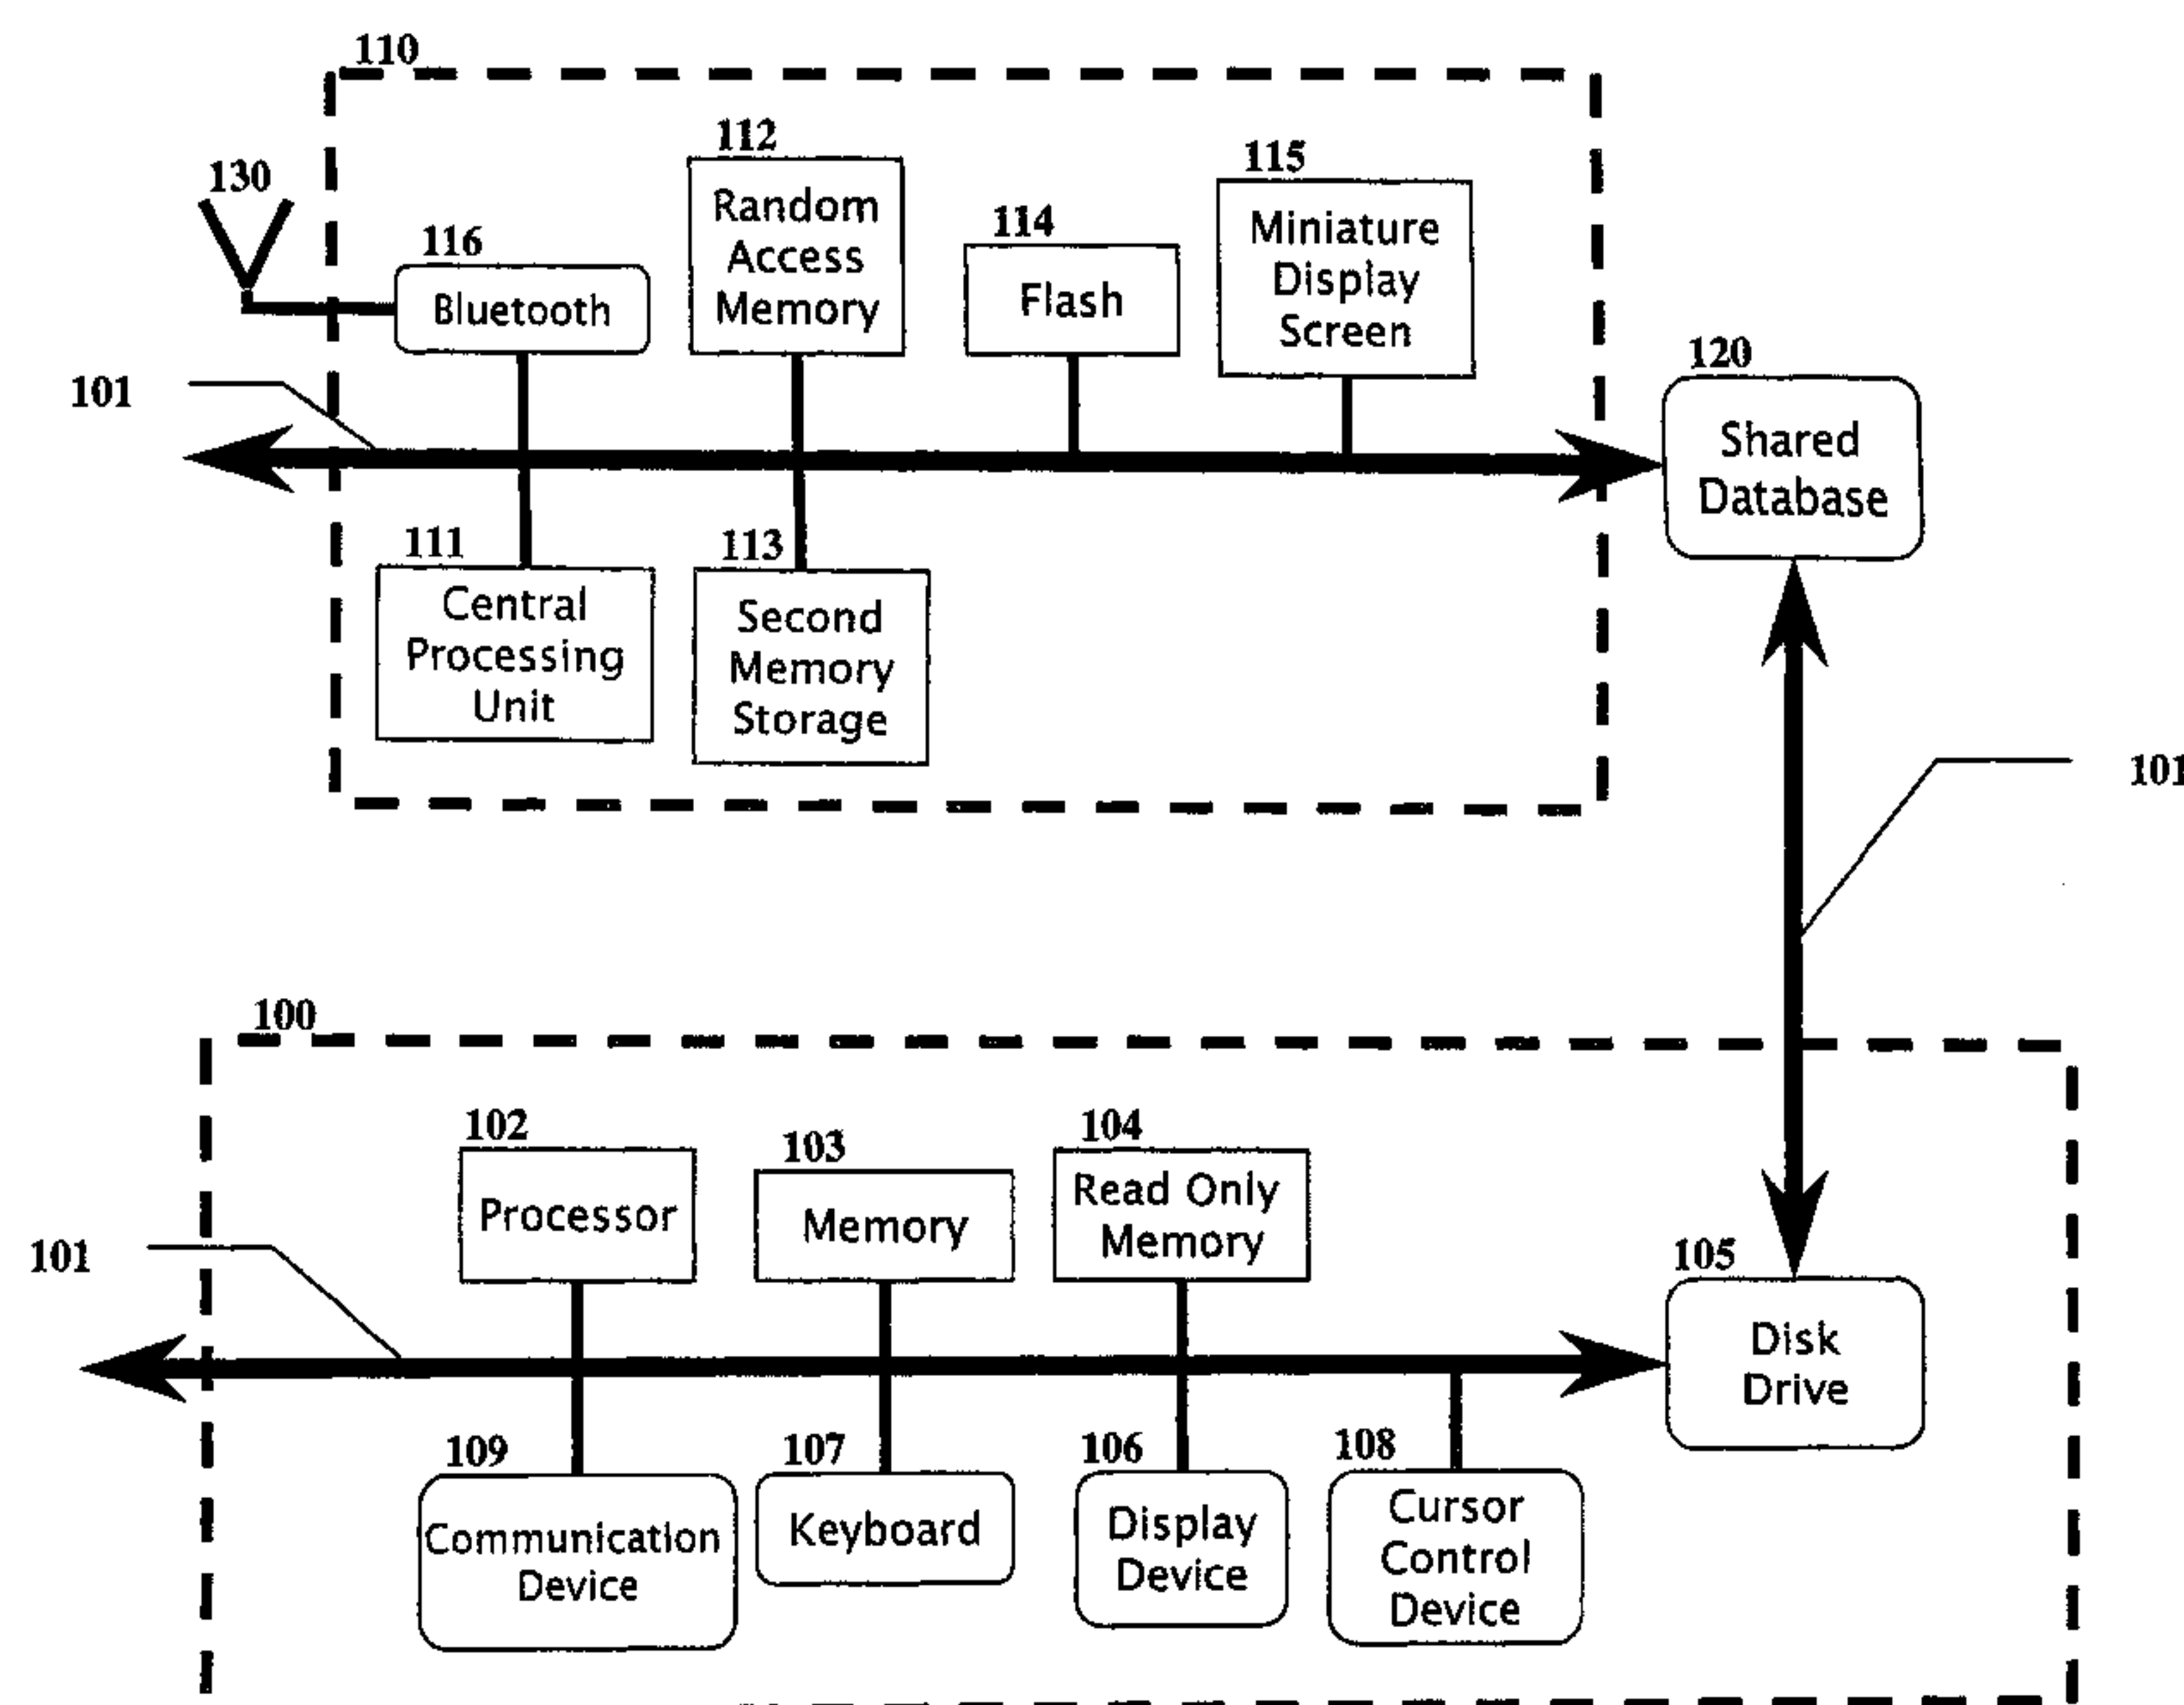 110
112
Random
Access
Memory
115
Miniature
Display
Screen
130
116
Bluetooth
114
Flash
120
Shared
Database
101
111
Central
Processing
Unit
113
Second
Memory
Storage
101
100
102
Processor
103
Memory
104
Read Only
Memory
105
Disk
Drive
101
109
Communication
Device
107
Keyboard
106
Display
Device
108
Cursor
Control
Device